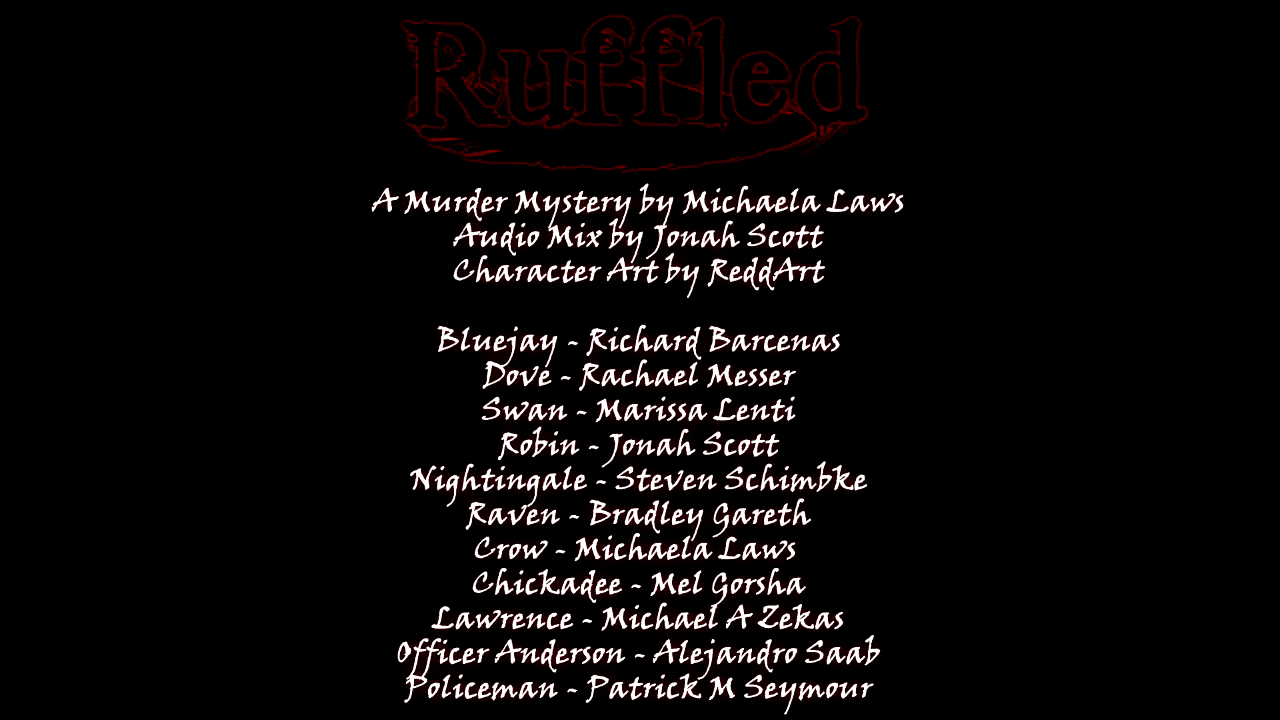 Ruffled
A Murder Mystery by Michaela Laws
Audio Mix by Jonah Scott
Character Art by ReddArt
Bluejay - Richard Barcenas
Dove - Rachael Messer
Swan - Marissa Lenti
Robin - Jonah Scott
Nightingale - Steven Schimbke
Raven - Bradley Gareth
Crow - Michaela Laws
Chickadee - Mel Gorsha
Lawrence - Michael A Zekas
Officer Anderson - Alejandro Saab
Policeman - Patrick M Seymour